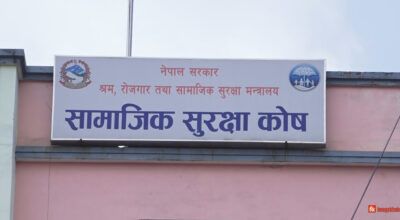 नेपाल सरकार
श्रम, रोजगार तथा सामाजिक सुरक्षा मन्त्रालय
सामाजिक सुरक्षा कोष